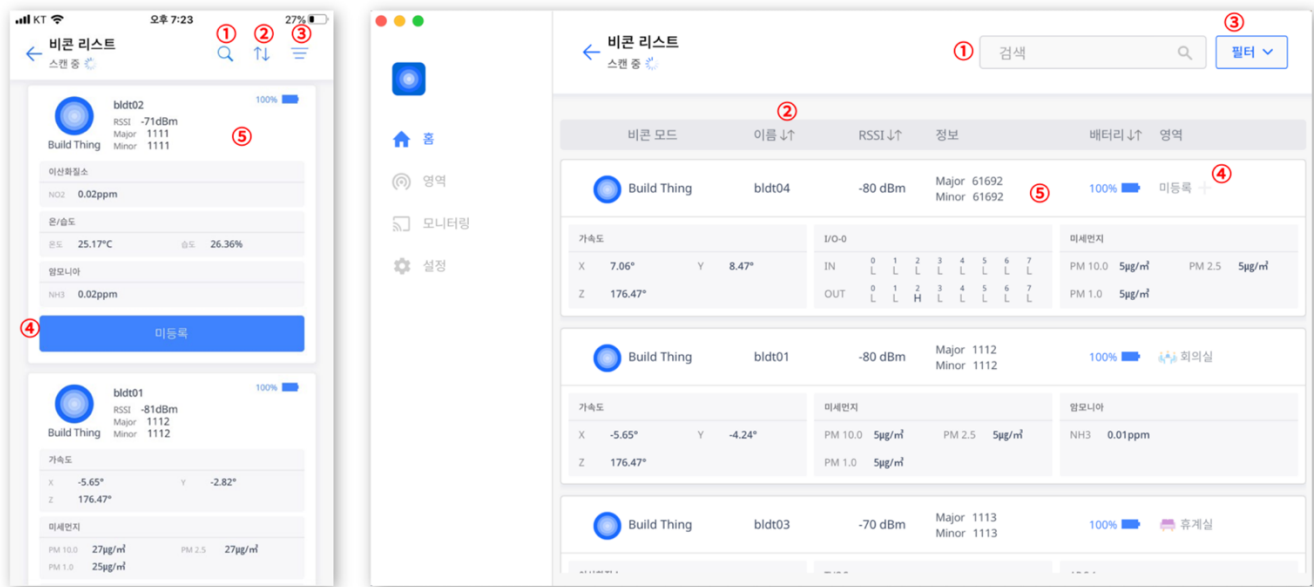 KT 오후 7:23 27%
① ② ③
비콘 리스트
스캔 중
bldt02 100%
RSSI -71dBm
Major 1111 ⑤
Minor 1111
Build Thing
이산화질소
NO2 0.02ppm
온/습도
온도 25.17°C 습도 26.36%
암모니아
NH3 0.02ppm
④ 미등록
bldt01 100%
RSSI -81dBm
Major 1112
Minor 1112
Build Thing
가속도
X -5.65° Y -2.82°
Z 176.47°
미세먼지
PM 10.0 27µg/㎥ PM 2.5 27µg/㎥
PM 1.0 25µg/㎥
홈
영역
모니터링
설정
비콘 리스트
스캔 중
① 검색
③
필터
②
비콘 모드 이름↓↑ RSSI↓↑ 정보 배터리↓↑ 영역
Build Thing bldt04 -80 dBm Major 61692 ⑤ 100% 미등록 ④
Minor 61692
가속도 I/O-0 미세먼지
X 7.06° Y 8.47° IN 0 1 2 3 4 5 6 7 PM 10.0 5µg/㎥ PM 2.5 5µg/㎥
L L L L L L L L
Z 176.47° OUT 0 1 2 3 4 5 6 7 PM 1.0 5µg/㎥
L L H L L L L L
Build Thing bldt01 -80 dBm Major 1112 100% 회의실
Minor 1112
가속도 미세먼지 암모니아
X -5.65° Y -4.24° PM 10.0 5µg/㎥ PM 2.5 5µg/㎥ NH3 0.01ppm
Z 176.47° PM 1.0 5µg/㎥
Build Thing bldt03 -70 dBm Major 1113 100% 휴계실
Minor 1113